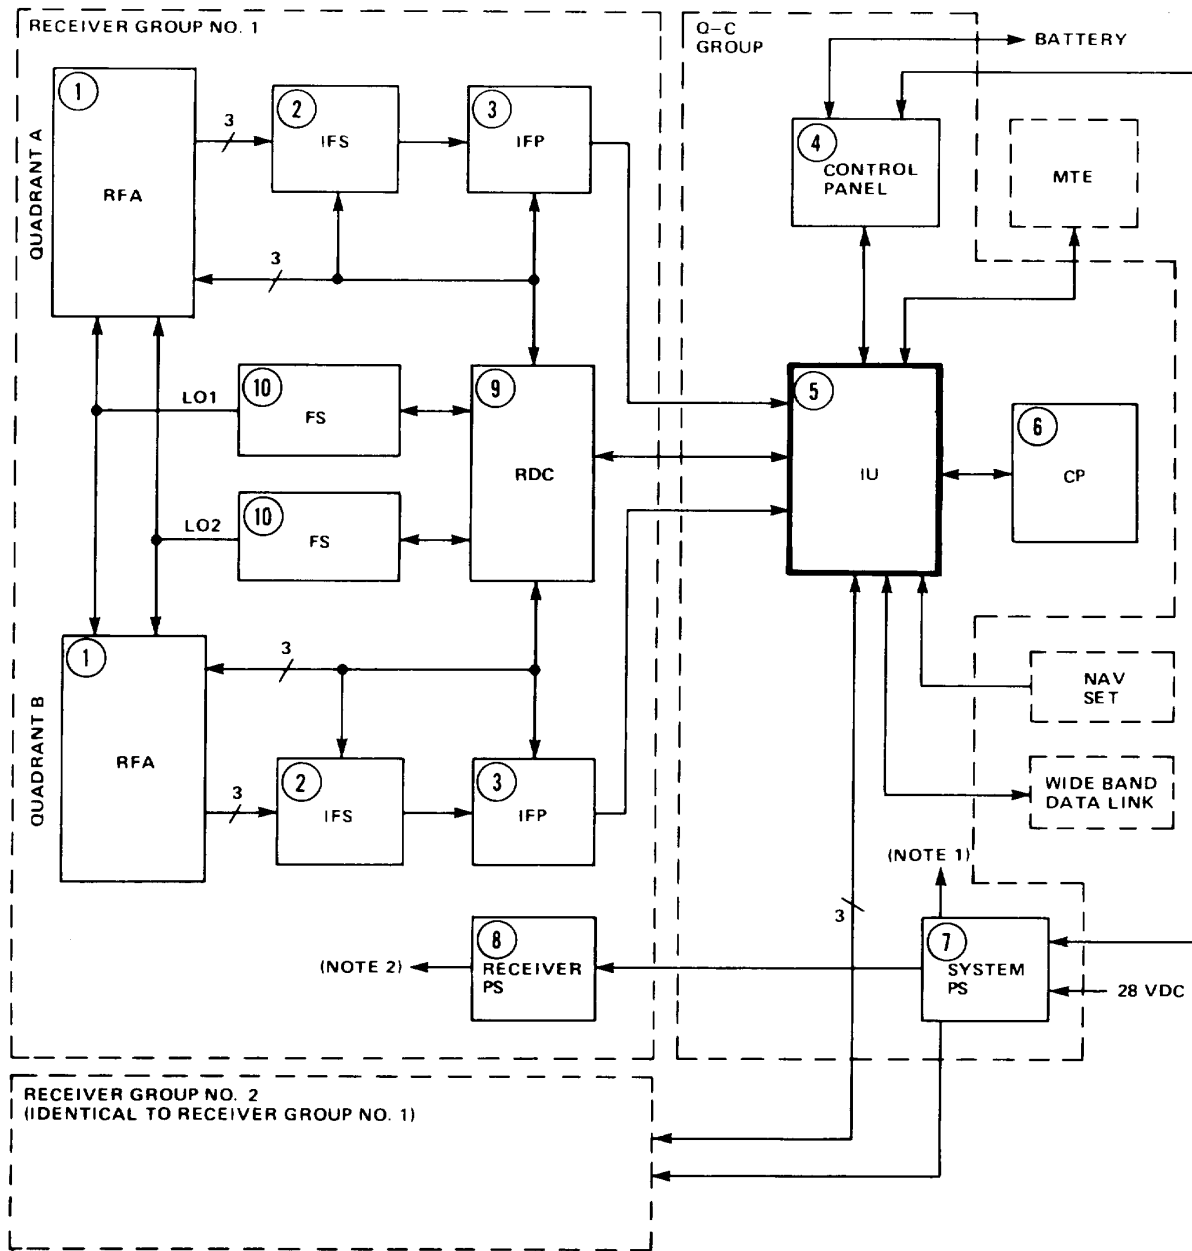 RECEIVER GROUP NO. 1
QUADRANT A
1
RFA
3
2
IFS
3
IFP
3
LO1
10
FS
LO2
10
FS
9
RDC
QUADRANT B
1
RFA
3
3
2
IFS
3
IFP
(NOTE 2)
8
RECEIVER
PS
Q-C
GROUP
BATTERY
4
CONTROL
PANEL
MTE
5
IU
6
CP
NAV
SET
WIDE BAND
DATA LINK
(NOTE 1)
3
7
SYSTEM
PS
28 VDC
RECEIVER GROUP NO. 2
(IDENTICAL TO RECEIVER GROUP NO. 1)